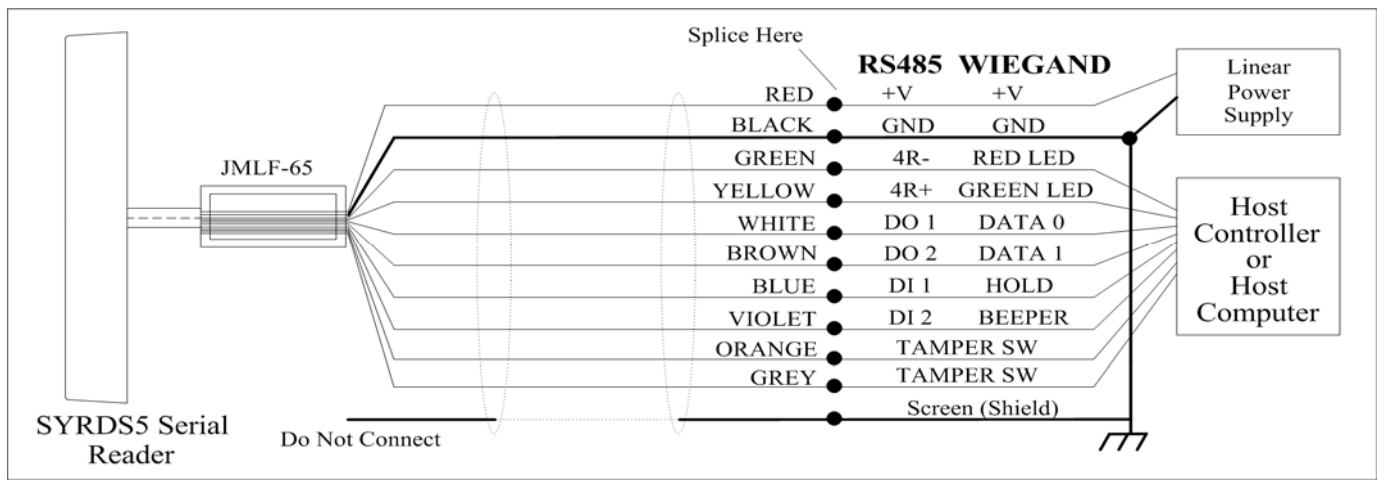 Splice Here
RS485 WIEGAND
RED +V +V
BLACK GND GND
GREEN 4R- RED LED
YELLOW 4R+ GREEN LED
WHITE DO 1 DATA 0
BROWN DO 2 DATA 1
BLUE DI 1 HOLD
VIOLET DI 2 BEEPER
ORANGE TAMPER SW
GREY TAMPER SW
Screen (Shield)
Linear
Power
Supply
JMLF-65
Host
Controller
or
Host
Computer
SYRDS5 Serial
Reader
Do Not Connect